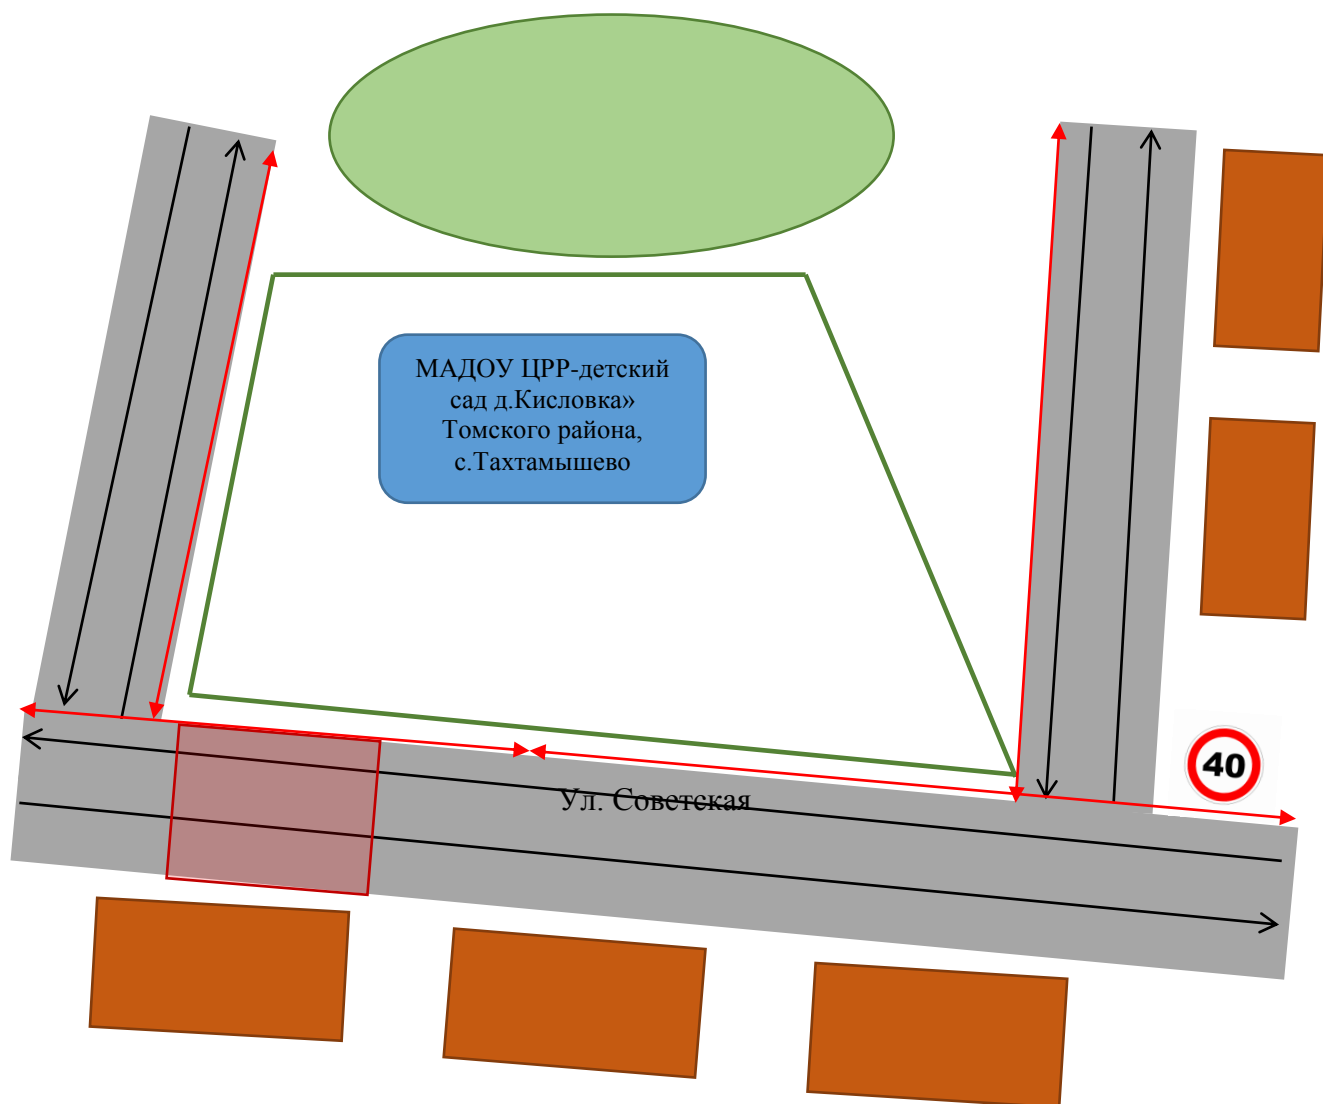 МАДОУ ЦРР-детский
сад д.Кисловка»
Томского района,
с.Тахтамышево
40
Ул. Советская